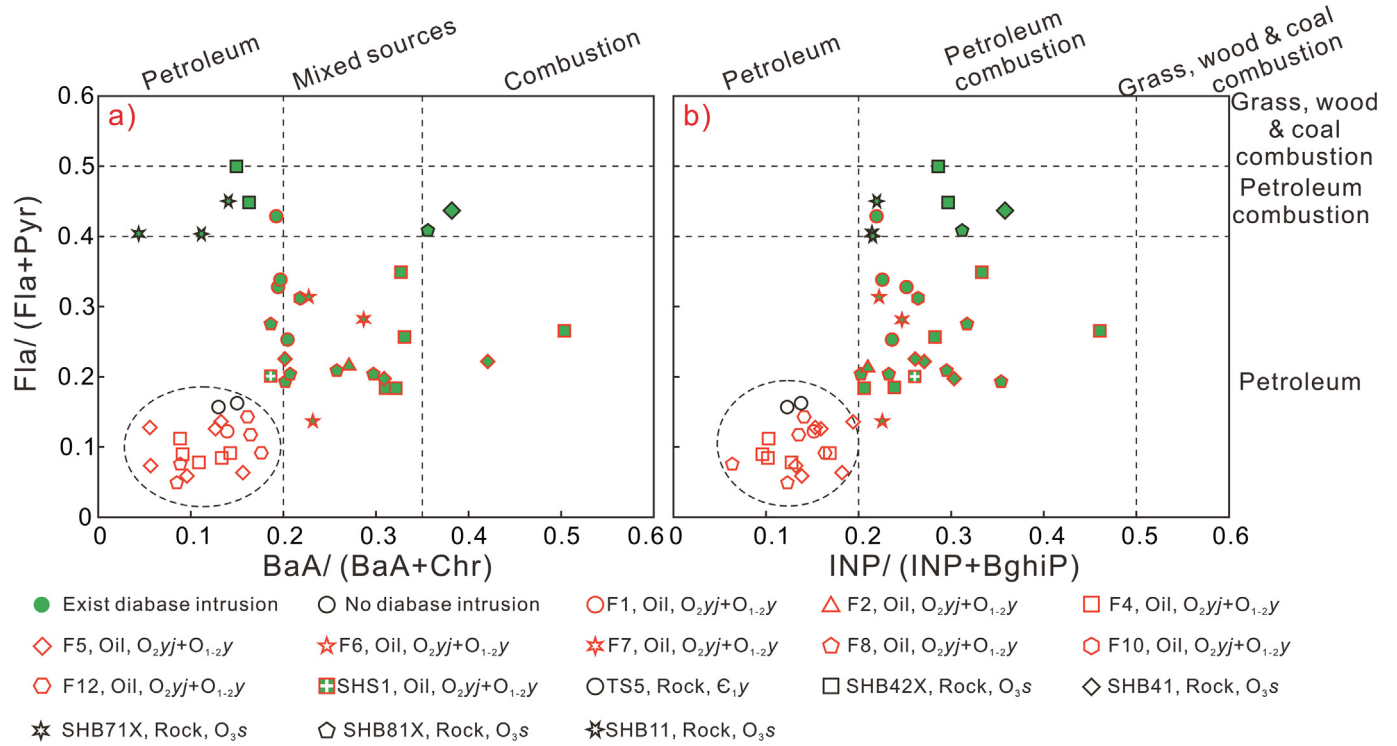 Petroleum
Mixed sources
Combustion
Petroleum
Petroleum
combustion
Grass, wood & coal
combustion
a)
b)
0.6
0.5
0.4
0.3
0.2
0.1
0
Fla/ (Fla+Pyr)
Grass, wood
& coal
combustion
Petroleum
combustion
Petroleum
0 0.1 0.2 0.3 0.4 0.5 0.6
0 0.1 0.2 0.3 0.4 0.5 0.6
BaA/ (BaA+Chr)
INP/ (INP+BghiP)
Exist diabase intrusion
No diabase intrusion
F1, Oil, O₂yj+O₁₋₂y
F2, Oil, O₂yj+O₁₋₂y
F4, Oil, O₂yj+O₁₋₂y
F5, Oil, O₂yj+O₁₋₂y
F6, Oil, O₂yj+O₁₋₂y
F7, Oil, O₂yj+O₁₋₂y
F8, Oil, O₂yj+O₁₋₂y
F10, Oil, O₂yj+O₁₋₂y
F12, Oil, O₂yj+O₁₋₂y
SHS1, Oil, O₂yj+O₁₋₂y
TS5, Rock, Є₁y
SHB42X, Rock, O₃s
SHB41, Rock, O₃s
SHB71X, Rock, O₃s
SHB81X, Rock, O₃s
SHB11, Rock, O₃s